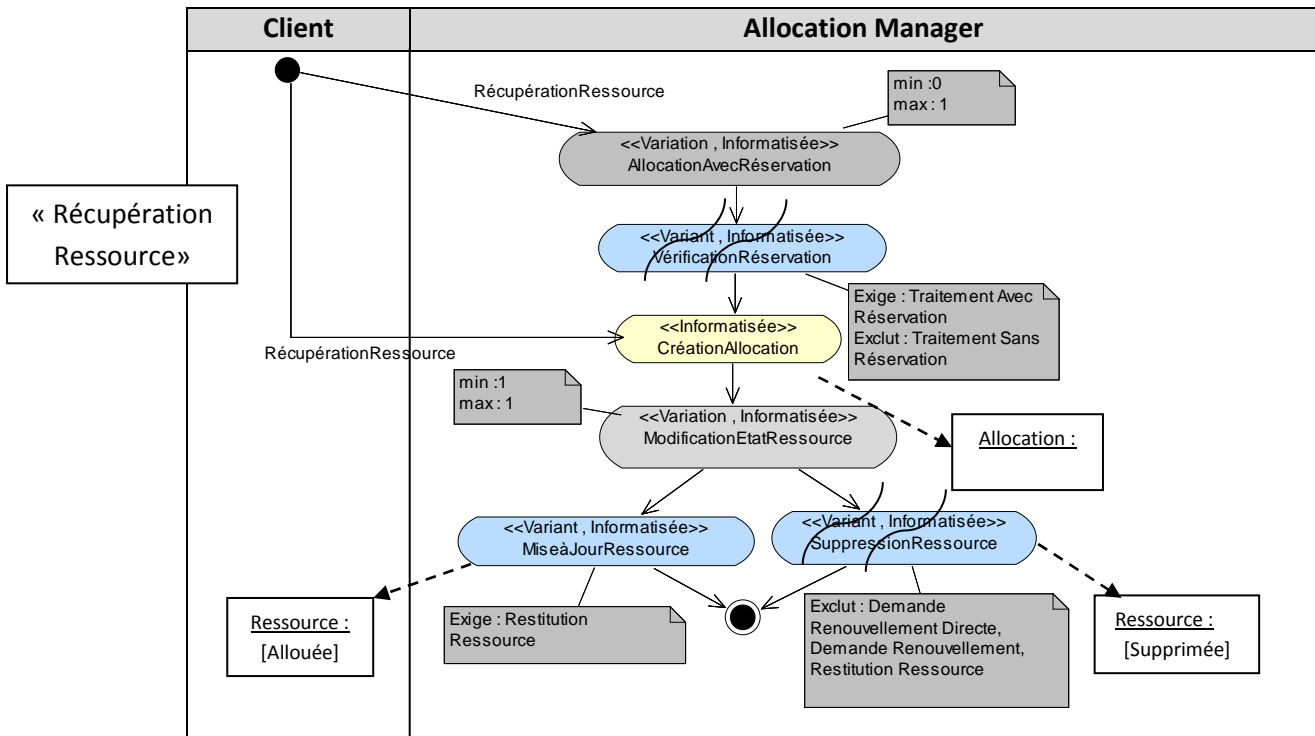 Client
Allocation Manager
RécupérationRessource
min :0
max : 1
<<Variation , Informatisée>>
AllocationAvecRéservation
« Récupération
Ressource»
<<Variant , Informatisée>>
VérificationRéservation
Exige : Traitement Avec
Réservation
Exclut : Traitement Sans
Réservation
<<Informatisée>>
CréationAllocation
RécupérationRessource
min :1
max : 1
<<Variation , Informatisée>>
ModificationEtatRessource
Allocation :
<<Variant , Informatisée>>
MiseàJourRessource
<<Variant , Informatisée>>
SuppressionRessource
Ressource :
[Allouée]
Exige : Restitution
Ressource
Exclut : Demande
Renouvellement Directe,
Demande Renouvellement,
Restitution Ressource
Ressource :
[Supprimée]